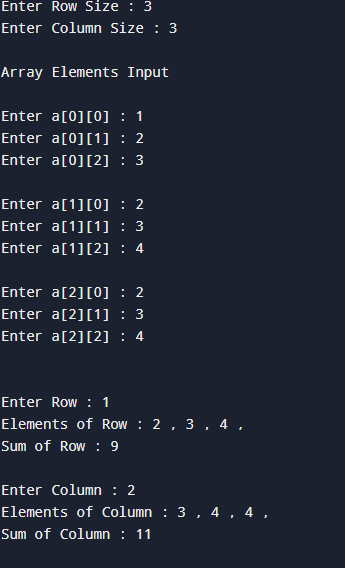 Enter Row Size : 3
Enter Column Size : 3
Array Elements Input
Enter a[0][0] : 1
Enter a[0][1] : 2
Enter a[0][2] : 3
Enter a[1][0] : 2
Enter a[1][1] : 3
Enter a[1][2] : 4
Enter a[2][0] : 2
Enter a[2][1] : 3
Enter a[2][2] : 4
Enter Row : 1
Elements of Row : 2 , 3 , 4 ,
Sum of Row : 9
Enter Column : 2
Elements of Column : 3 , 4 , 4 ,
Sum of Column : 11